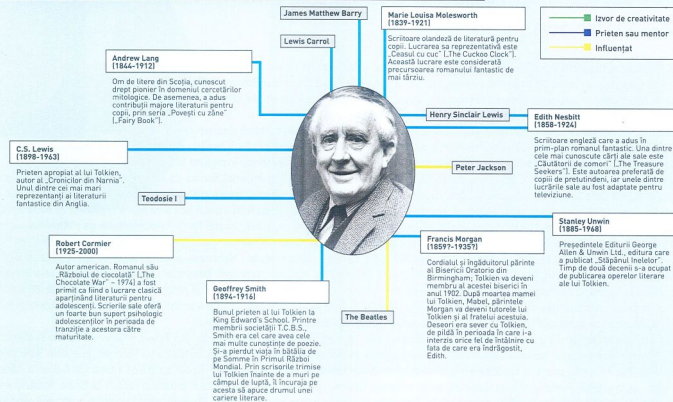 James Matthew Barry
Lewis Carrol
Marie Louisa Molesworth
(1839-1921)
Scriitoare olandeză de literatură pentru
copii. Lucrarea sa reprezentativă este
„Ceasul cu cuc" („The Cuckoo Clock").
Această lucrare este considerată
precursoarea romanului fantastic de
mai târziu.
Izvor de creativitate
Prieten sau mentor
Influențat
Andrew Lang
(1844-1912)
Om de litere din Scoția, cunoscut
drept pionier în domeniul cercetărilor
mitologice. De asemenea, a adus
contribuții majore literaturii pentru
copii, prin seria „Povești cu zâne"
(„Fairy Book").
Henry Sinclair Lewis
Edith Nesbitt
(1858-1924)
Scriitoare engleză care a adus în
prim-plan romanul fantastic. Una dintre
cele mai cunoscute cărți ale sale este
„Căutătorii de comori" („The Treasure
Seekers"). Este autoarea preferată de
copiii de pretutindeni, iar unele dintre
lucrările sale au fost adaptate pentru
televiziune.
C.S. Lewis
(1898-1963)
Prieten apropiat al lui Tolkien,
autor al „Cronicilor din Narnia".
Unul dintre cei mai mari
reprezentanți ai literaturii
fantastice din Anglia.
Peter Jackson
Teodosie I
Stanley Unwin
(1885-1968)
Președintele Editurii George
Allen & Unwin Ltd., editura care
a publicat „Stăpânul Inelelor".
Timp de două decenii s-a ocupat
de publicarea operelor literare
ale lui Tolkien.
Robert Cormier
(1925-2000)
Autor american. Romanul său
„Războiul de ciocolată" („The
Chocolate War" – 1974) a fost
primit ca fiind o lucrare clasică
aparținând literaturii pentru
adolescenți. Scrierile sale oferă
un foarte bun suport psihologic
adolescenților în perioada de
tranziție a acestora către
maturitate.
Geoffrey Smith
(1894-1916)
Bunul prieten al lui Tolkien la
King Edward's School. Printre
membrii societății T.C.B.S.,
Smith era cel care avea cele
mai multe cunoștințe de poezie.
Și-a pierdut viața în bătălia de
pe Somme în Primul Război
Mondial. Prin scrisorile trimise
lui Tolkien înainte de a muri pe
câmpul de luptă, îl încuraja pe
acesta să apuce drumul unei
cariere literare.
The Beatles
Francis Morgan
(1859?-1935?)
Cordialul și îngăduitorul părinte
al Bisericii Oratorio din
Birmingham; Tolkien va deveni
membru al acestei biserici în
anul 1902. După moartea mamei
lui Tolkien, Mabel, părintele
Morgan va deveni tutorele lui
Tolkien și al fratelui acestuia.
Deseori era sever cu Tolkien,
de pildă în perioada în care i-a
interzis orice fel de întâlnire cu
fata de care era îndrăgostit,
Edith.